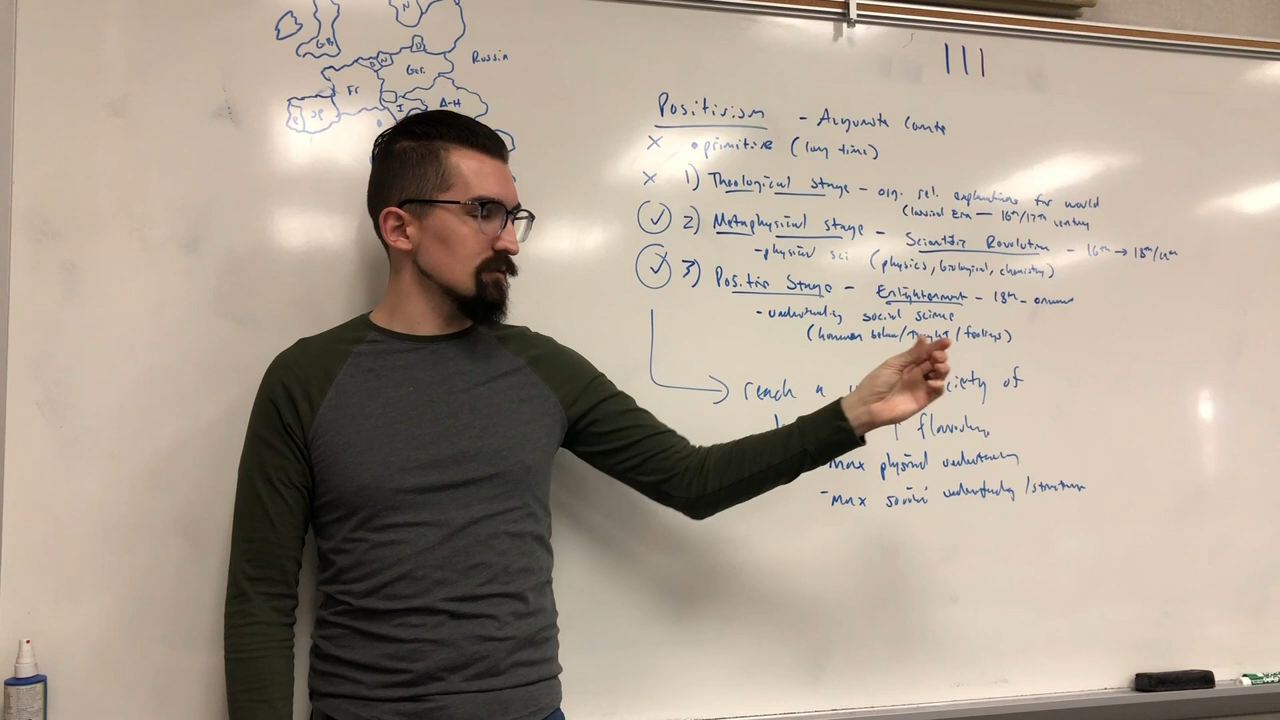 N
GB
D
Russia
B N Ger.
Fr
A-H
I
P SP
III
Positivism - Auguste Comte
x • primitive (long time)
x 1) Theological Stage - org. rel. explanations for world
Classical Era — 16th/17th century
✓ 2) Metaphysical stage - Scientific Revolution - 16th → 18th/
- physical sci (physics, biological, chemistry)
✓ 3) Positive Stage - Enlightenment - 18th - onward
- understanding social science
(human behav/thought/feelings)
reach a
of
flourishing
max physical understanding
- max social understanding/structure